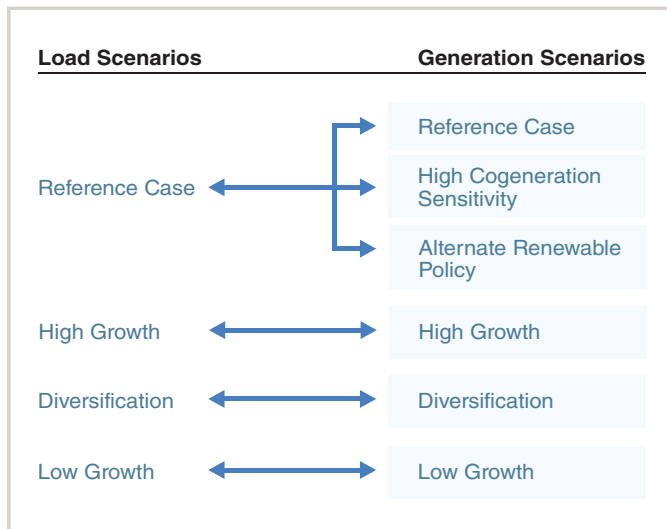 Load Scenarios
Generation Scenarios
Reference Case
Reference Case
High Cogeneration
Sensitivity
Alternate Renewable
Policy
High Growth
High Growth
Diversification
Diversification
Low Growth
Low Growth